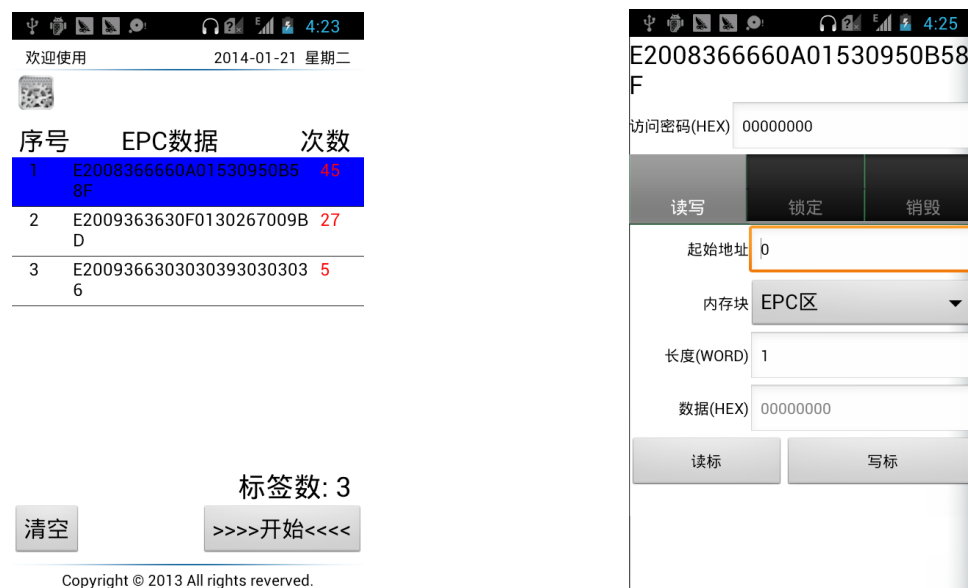 4:23
欢迎使用 2014-01-21 星期二
序号 EPC数据 次数
1 E2008366660A01530950B5 45
8F
2 E2009363630F0130267009B 27
D
3 E2009366303030393030303 5
6
标签数: 3
清空 >>>>开始<<<<
Copyright © 2013 All rights reverved.
4:25
E2008366660A01530950B58
F
访问密码(HEX) 00000000
读写 锁定 销毁
起始地址 0
内存块 EPC区
长度(WORD) 1
数据(HEX) 00000000
读标 写标